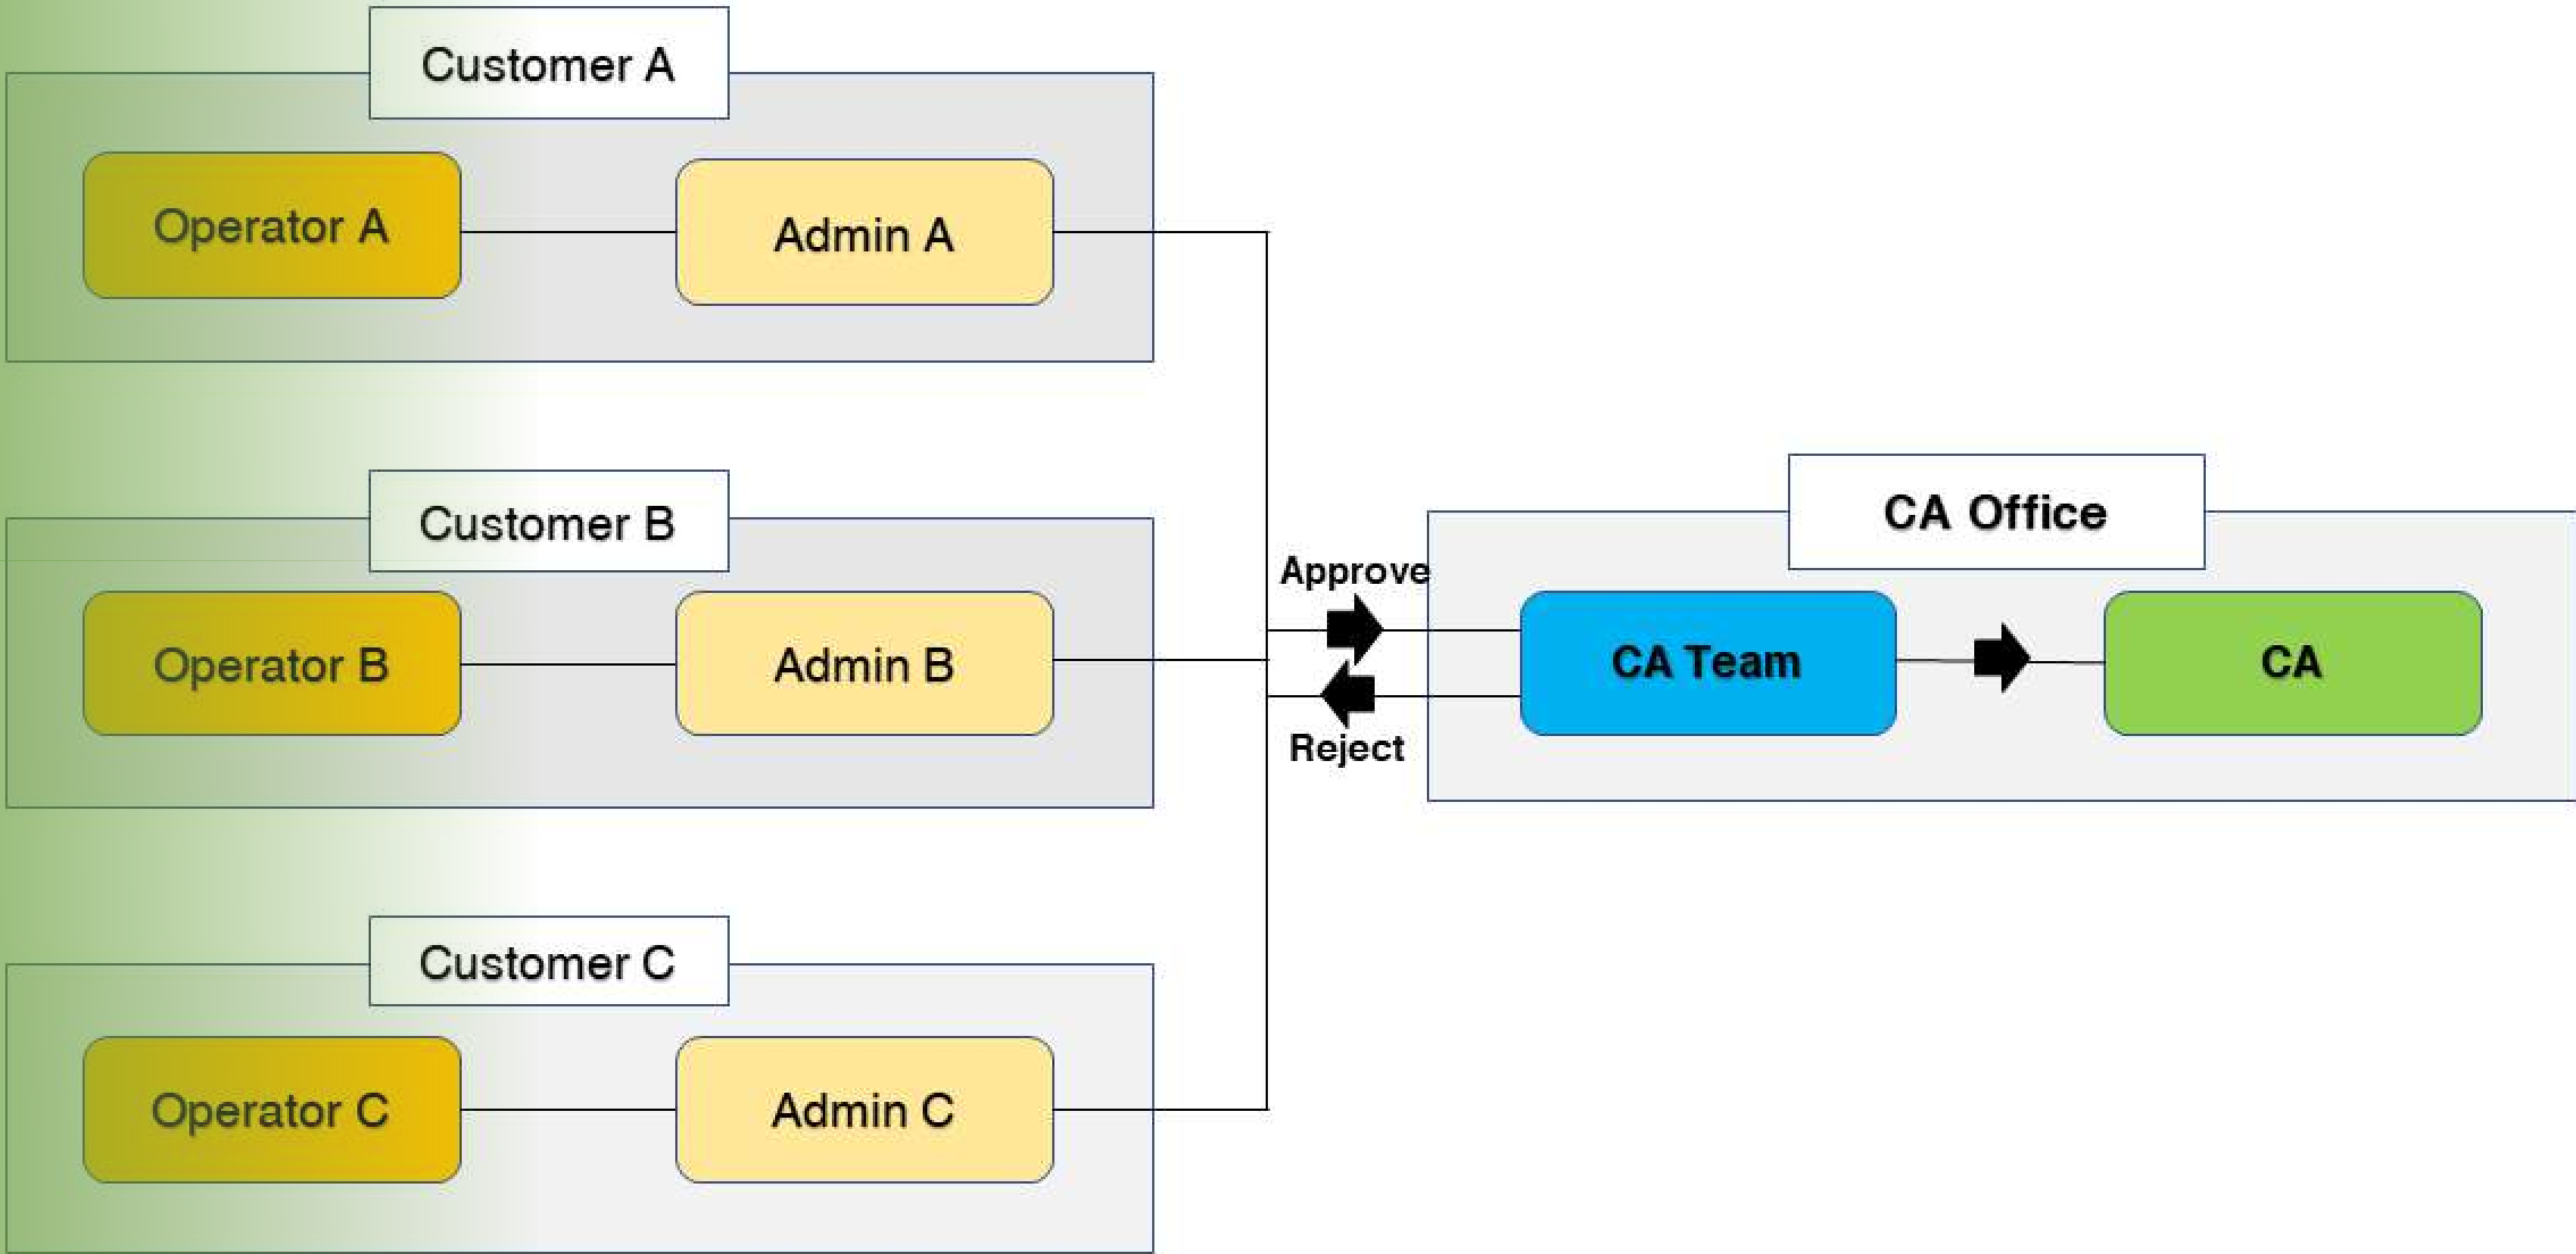 Customer A
Operator A
Admin A
Customer B
Operator B
Admin B
Customer C
Operator C
Admin C
Approve
Reject
CA Office
CA Team
CA